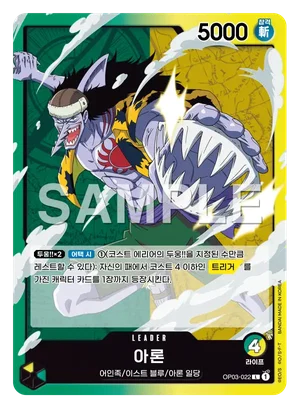 5000
참격
斬
SAMPLE
두웅!!×2 어택 시 ①(코스트 에리어의 두웅!!을 지정된 수만큼
레스트할 수 있다): 자신의 패에서 코스트 4 이하인 트리거 를
가진 캐릭터 카드를 1장까지 등장시킨다.
LEADER
아론
어인족/이스트 블루/아론 일당
4
라이프
OP03-022 L